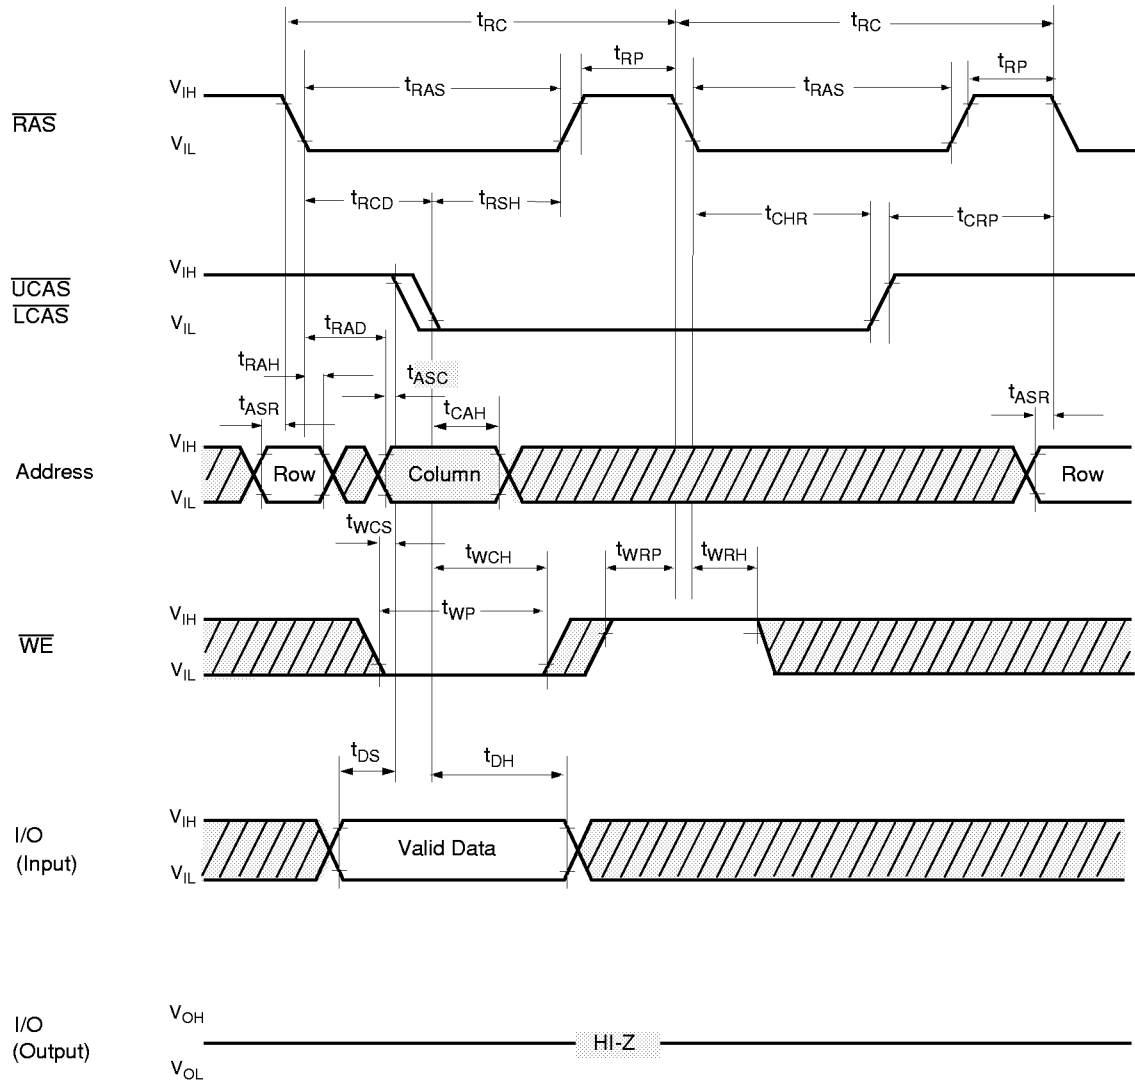 tRC tRC
tRP tRP
tRAS tRAS
VIH
RAS
VIL
tRCD tRSH
tCHR tCRP
VIH
UCAS
LCAS
VIL
tRAD
tRAH
tASC
tASR tCAH tASR
VIH
Address Row Column Row
VIL
tWCS
tWCH tWRP tWRH
tWP
VIH
WE
VIL
tDS tDH
VIH
I/O
(Input) Valid Data
VIL
VOH
I/O
(Output) HI-Z
VOL